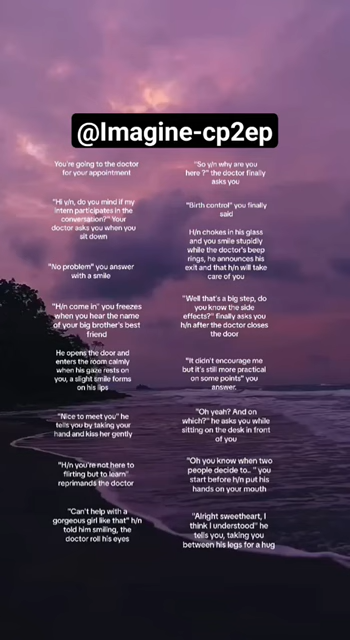 @Imagine-cp2ep
You're going to the doctor
for your appointment
"Hi y/n, do you mind if my
intern participates in the
conversation?" Your
doctor asks you when you
sit down
"No problem" you answer
with a smile
"H/n come in" you freezes
when you hear the name
of your big brother's best
friend
He opens the door and
enters the room calmly
when his gaze rests on
you, a slight smile forms
on his lips
"Nice to meet you" he
tells you by taking your
hand and kiss her gently
"H/n you're not here to
flirting but to learn"
reprimands the doctor
"Can't help with a
gorgeous girl like that" h/n
told him smiling, the
doctor roll his eyes
"So y/n why are you
here ?" the doctor finally
asks you
"Birth control" you finally
said
H/n chokes in his glass
and you smile stupidly
while the doctor's beep
rings, he announces his
exit and that h/n will take
care of you
"Well that's a big step, do
you know the side
effects?" finally asks you
h/n after the doctor closes
the door
"It didn't encourage me
but it's still more practical
on some points" you
answer.
"Oh yeah? And on
which?" he asks you while
sitting on the desk in front
of you
"Oh you know when two
people decide to.. " you
start before h/n put his
hands on your mouth
"Alright sweetheart, I
think I understood" he
tells you, taking you
between his legs for a hug